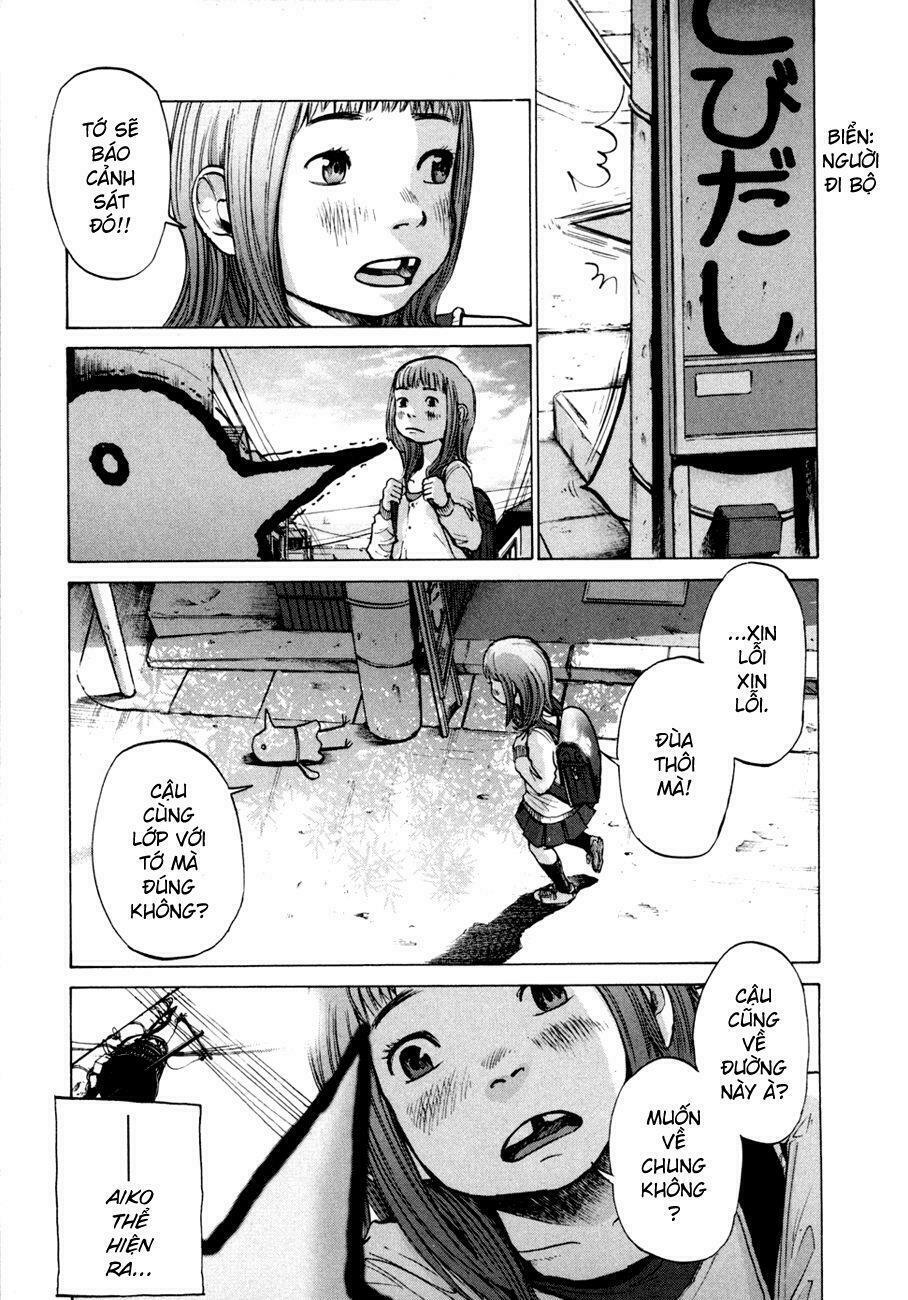 とびだし
BIỂN:
NGƯỜI
ĐI BỘ
TỚ SẼ
BÁO
CẢNH
SÁT
ĐÓ!!
...XIN
LỖI
XIN
LỖI.
ĐÙA
THÔI
MÀ!
CẬU
CÙNG
LỚP VỚI
TỚ MÀ
ĐÚNG
KHÔNG?
CẬU
CŨNG
VỀ
ĐƯỜNG
NÀY À?
MUỐN
VỀ
CHUNG
KHÔNG
?
AIKO
THỂ
HIỆN
RA...
7